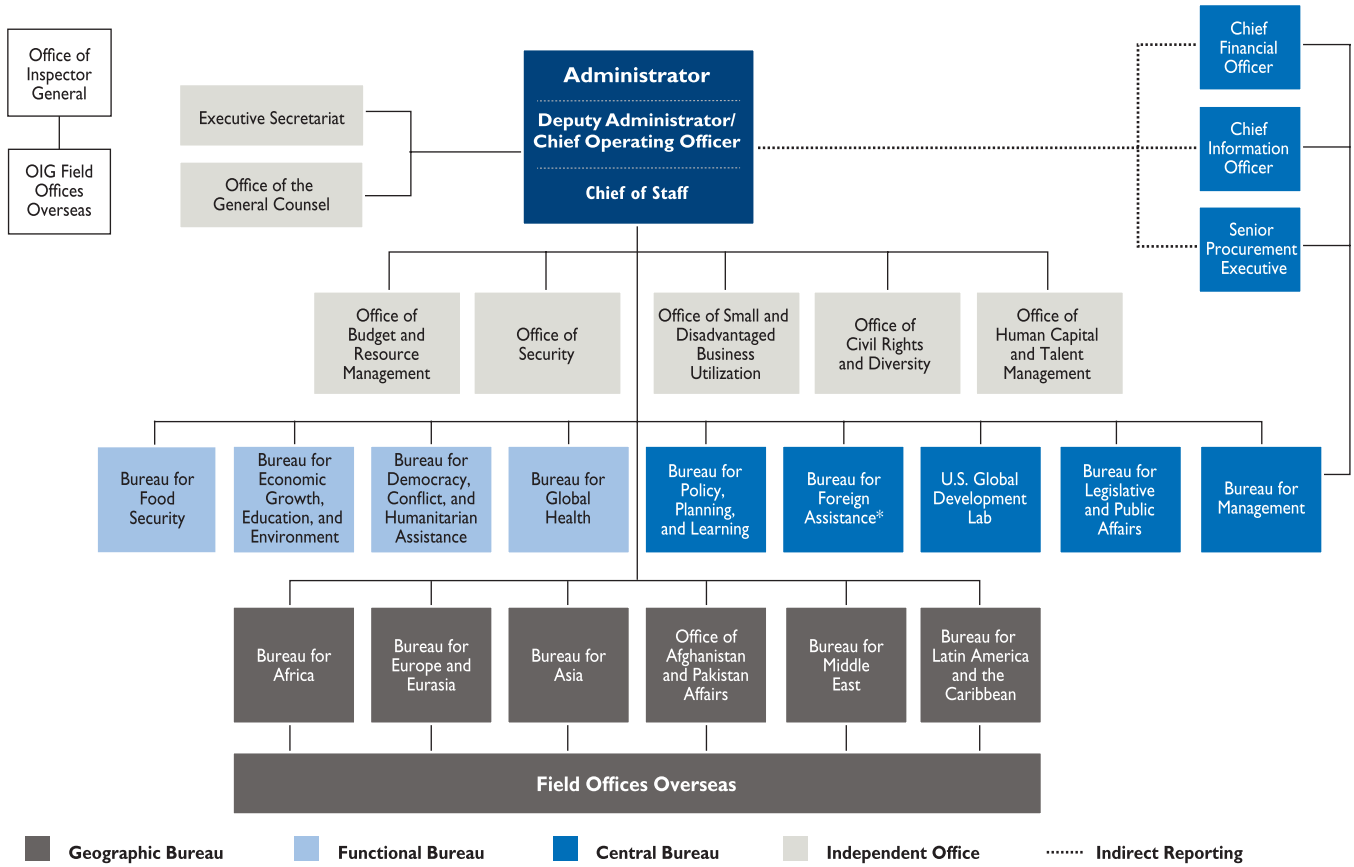 Office of
Inspector
General
OIG Field
Offices
Overseas
Executive Secretariat
Office of the
General Counsel
Administrator
Deputy Administrator/
Chief Operating Officer
Chief of Staff
Chief
Financial
Officer
Chief
Information
Officer
Senior
Procurement
Executive
Office of
Budget and
Resource
Management
Office of
Security
Office of Small and
Disadvantaged
Business
Utilization
Office of
Civil Rights
and Diversity
Office of
Human Capital
and Talent
Management
Bureau for
Food
Security
Bureau for
Economic
Growth,
Education, and
Environment
Bureau for
Democracy,
Conflict, and
Humanitarian
Assistance
Bureau for
Global
Health
Bureau for
Policy,
Planning,
and Learning
Bureau for
Foreign
Assistance*
U.S. Global
Development
Lab
Bureau for
Legislative
and Public
Affairs
Bureau for
Management
Bureau for
Africa
Bureau for
Europe and
Eurasia
Bureau for
Asia
Office of
Afghanistan
and Pakistan
Affairs
Bureau for
Middle
East
Bureau for
Latin America
and the
Caribbean
Field Offices Overseas
Geographic Bureau
Functional Bureau
Central Bureau
Independent Office
Indirect Reporting